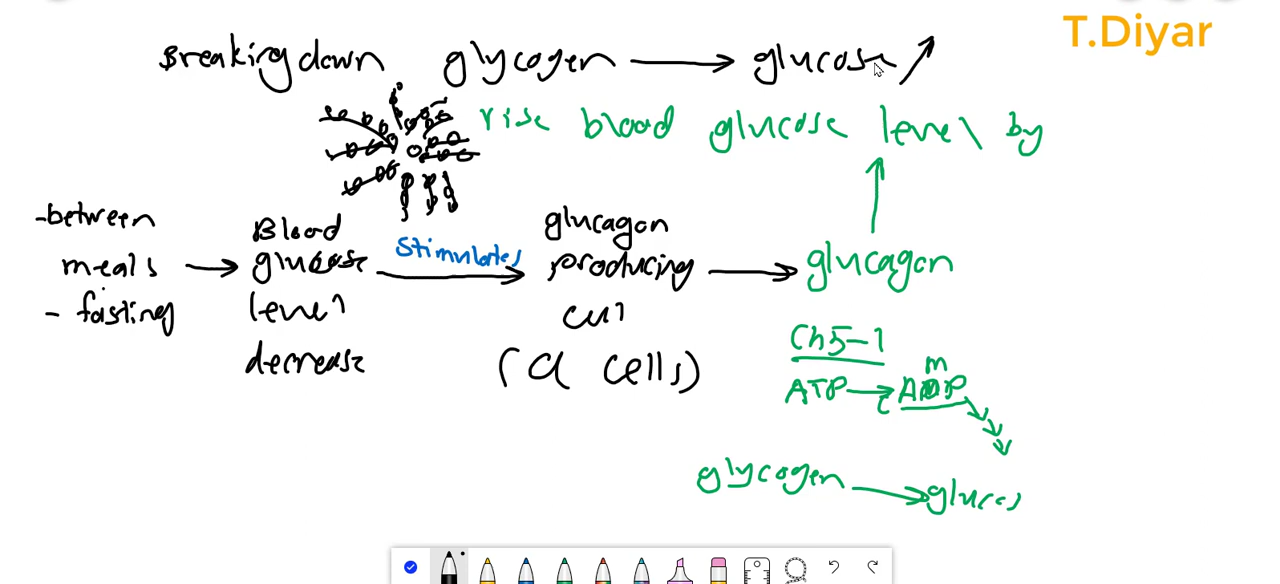 T.Diyar
Breaking down glycogen → glucose ↗
rise blood glucose level by
-between
meals
- fasting
→
Blood
glucose
level
decrease
stimulates
→
glucagon
producing
cell
(α cells)
→
glucagon
Ch5-1
ATP → cAMP
glycogen → glucos